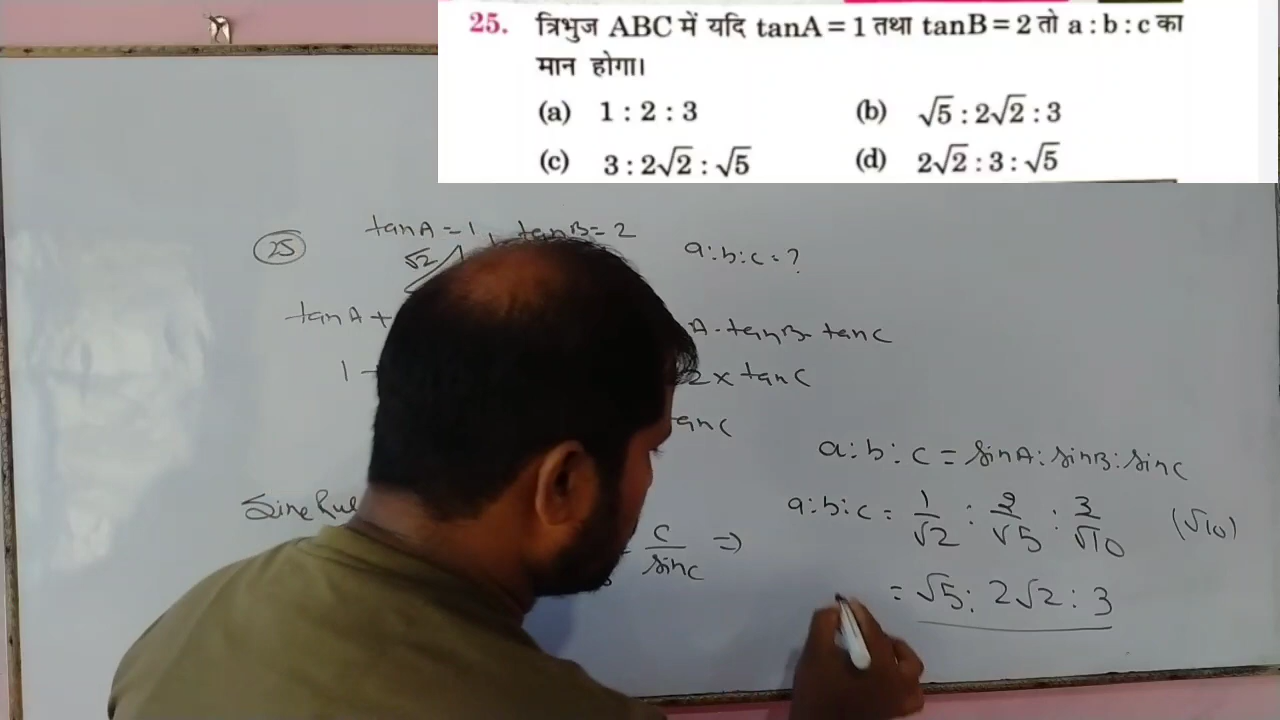 25. त्रिभुज ABC में यदि tanA = 1 तथा tanB = 2 तो a : b : c का
मान होगा।
(a) 1 : 2 : 3 (b) √5 : 2√2 : 3
(c) 3 : 2√2 : √5 (d) 2√2 : 3 : √5
25 tanA = 1 tanB = 2 a:b:c = ?
√2
tanA + A · tanB · tanC
1 2 × tanC
anC
a:b:c = sinA : sinB : sinC
Sine Rul c/sinC ⇒ a:b:c = 1/√2 : 2/√5 : 3/√10 (√10)
= √5 : 2√2 : 3